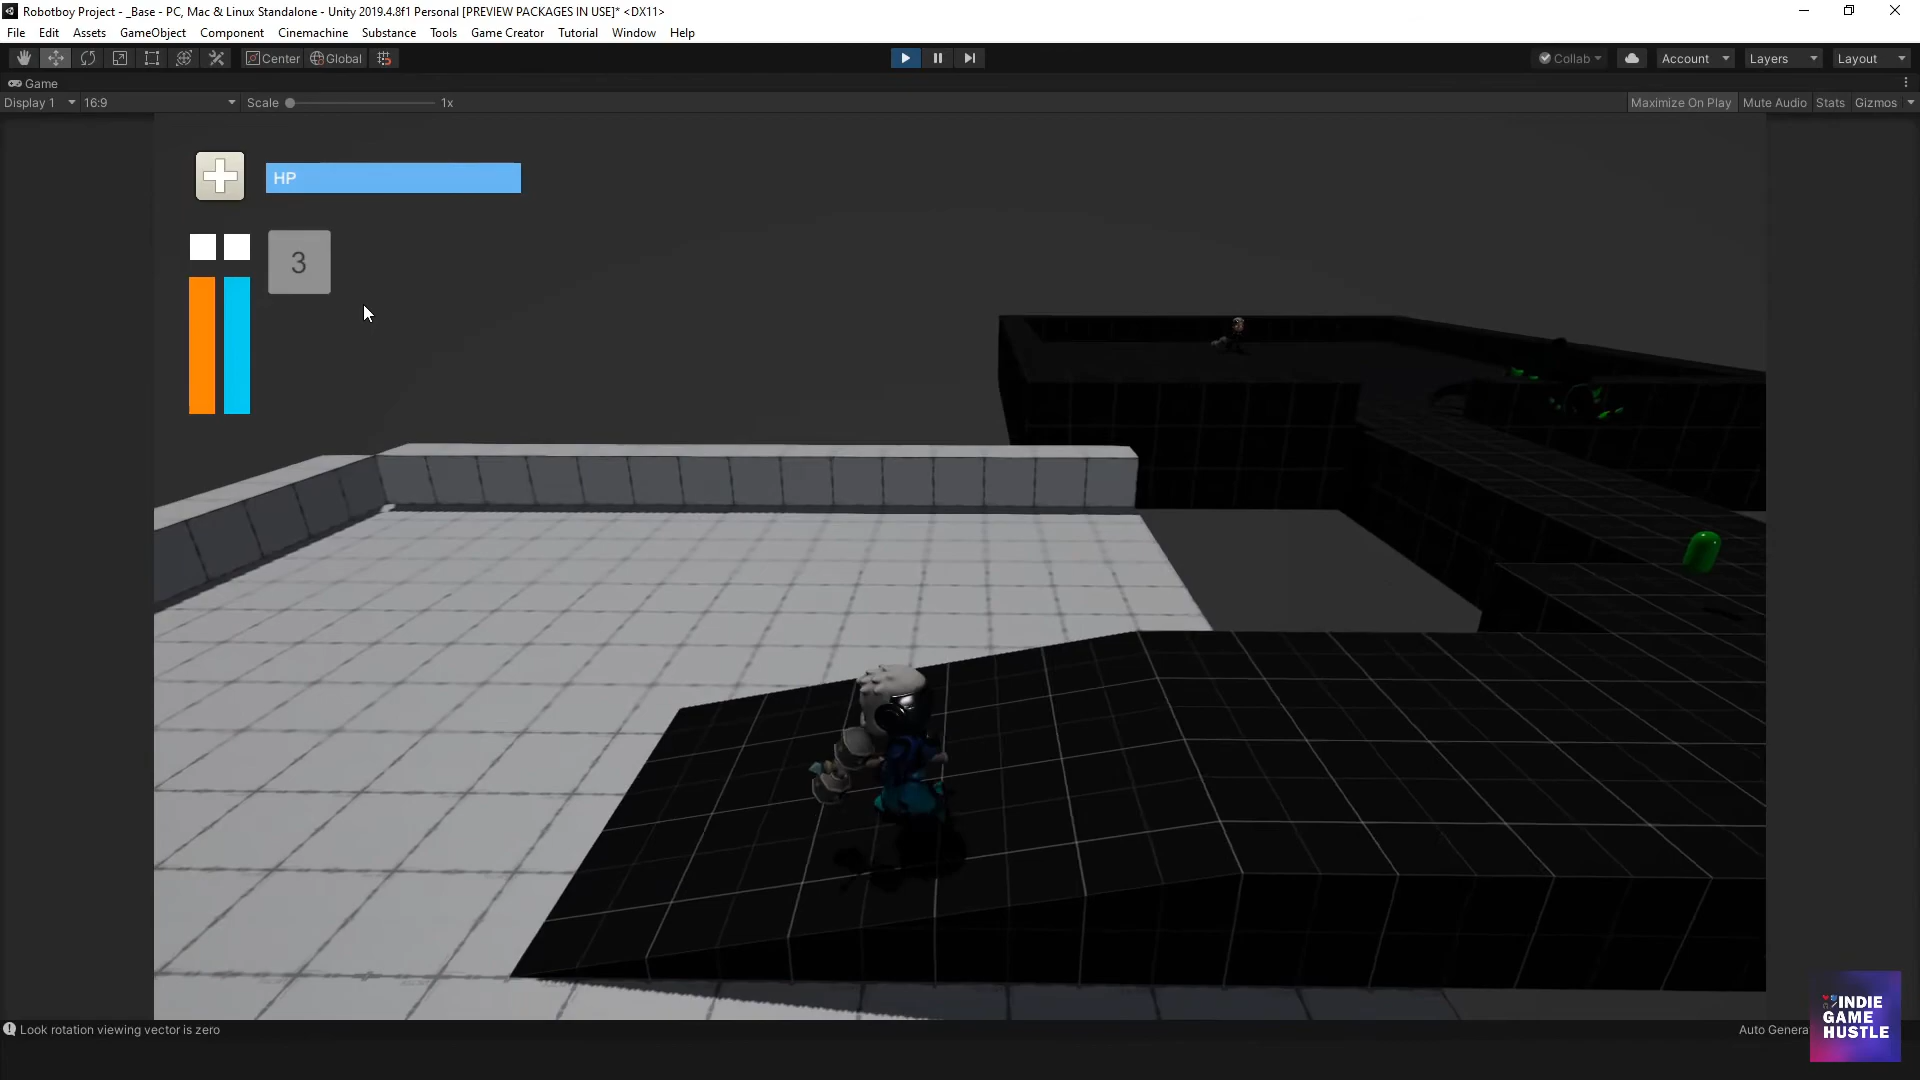 Robotboy Project - _Base - PC, Mac & Linux Standalone - Unity 2019.4.8f1 Personal [PREVIEW PACKAGES IN USE]* <DX11>
File Edit Assets GameObject Component Cinemachine Substance Tools Game Creator Tutorial Window Help
Center Global Collab Account Layers Layout
Game
Display 1 16:9 Scale 1x Maximize On Play Mute Audio Stats Gizmos
HP
3
Look rotation viewing vector is zero
Auto Genera
INDIE
GAME
HUSTLE